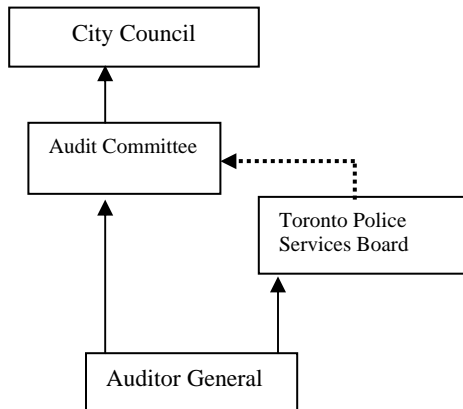 City Council
Audit Committee
Toronto Police
Services Board
Auditor General